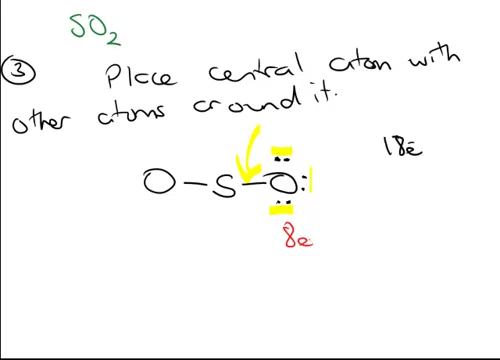 SO2
3 Place central atom with
other atoms around it.
18e
O - S - O
8e